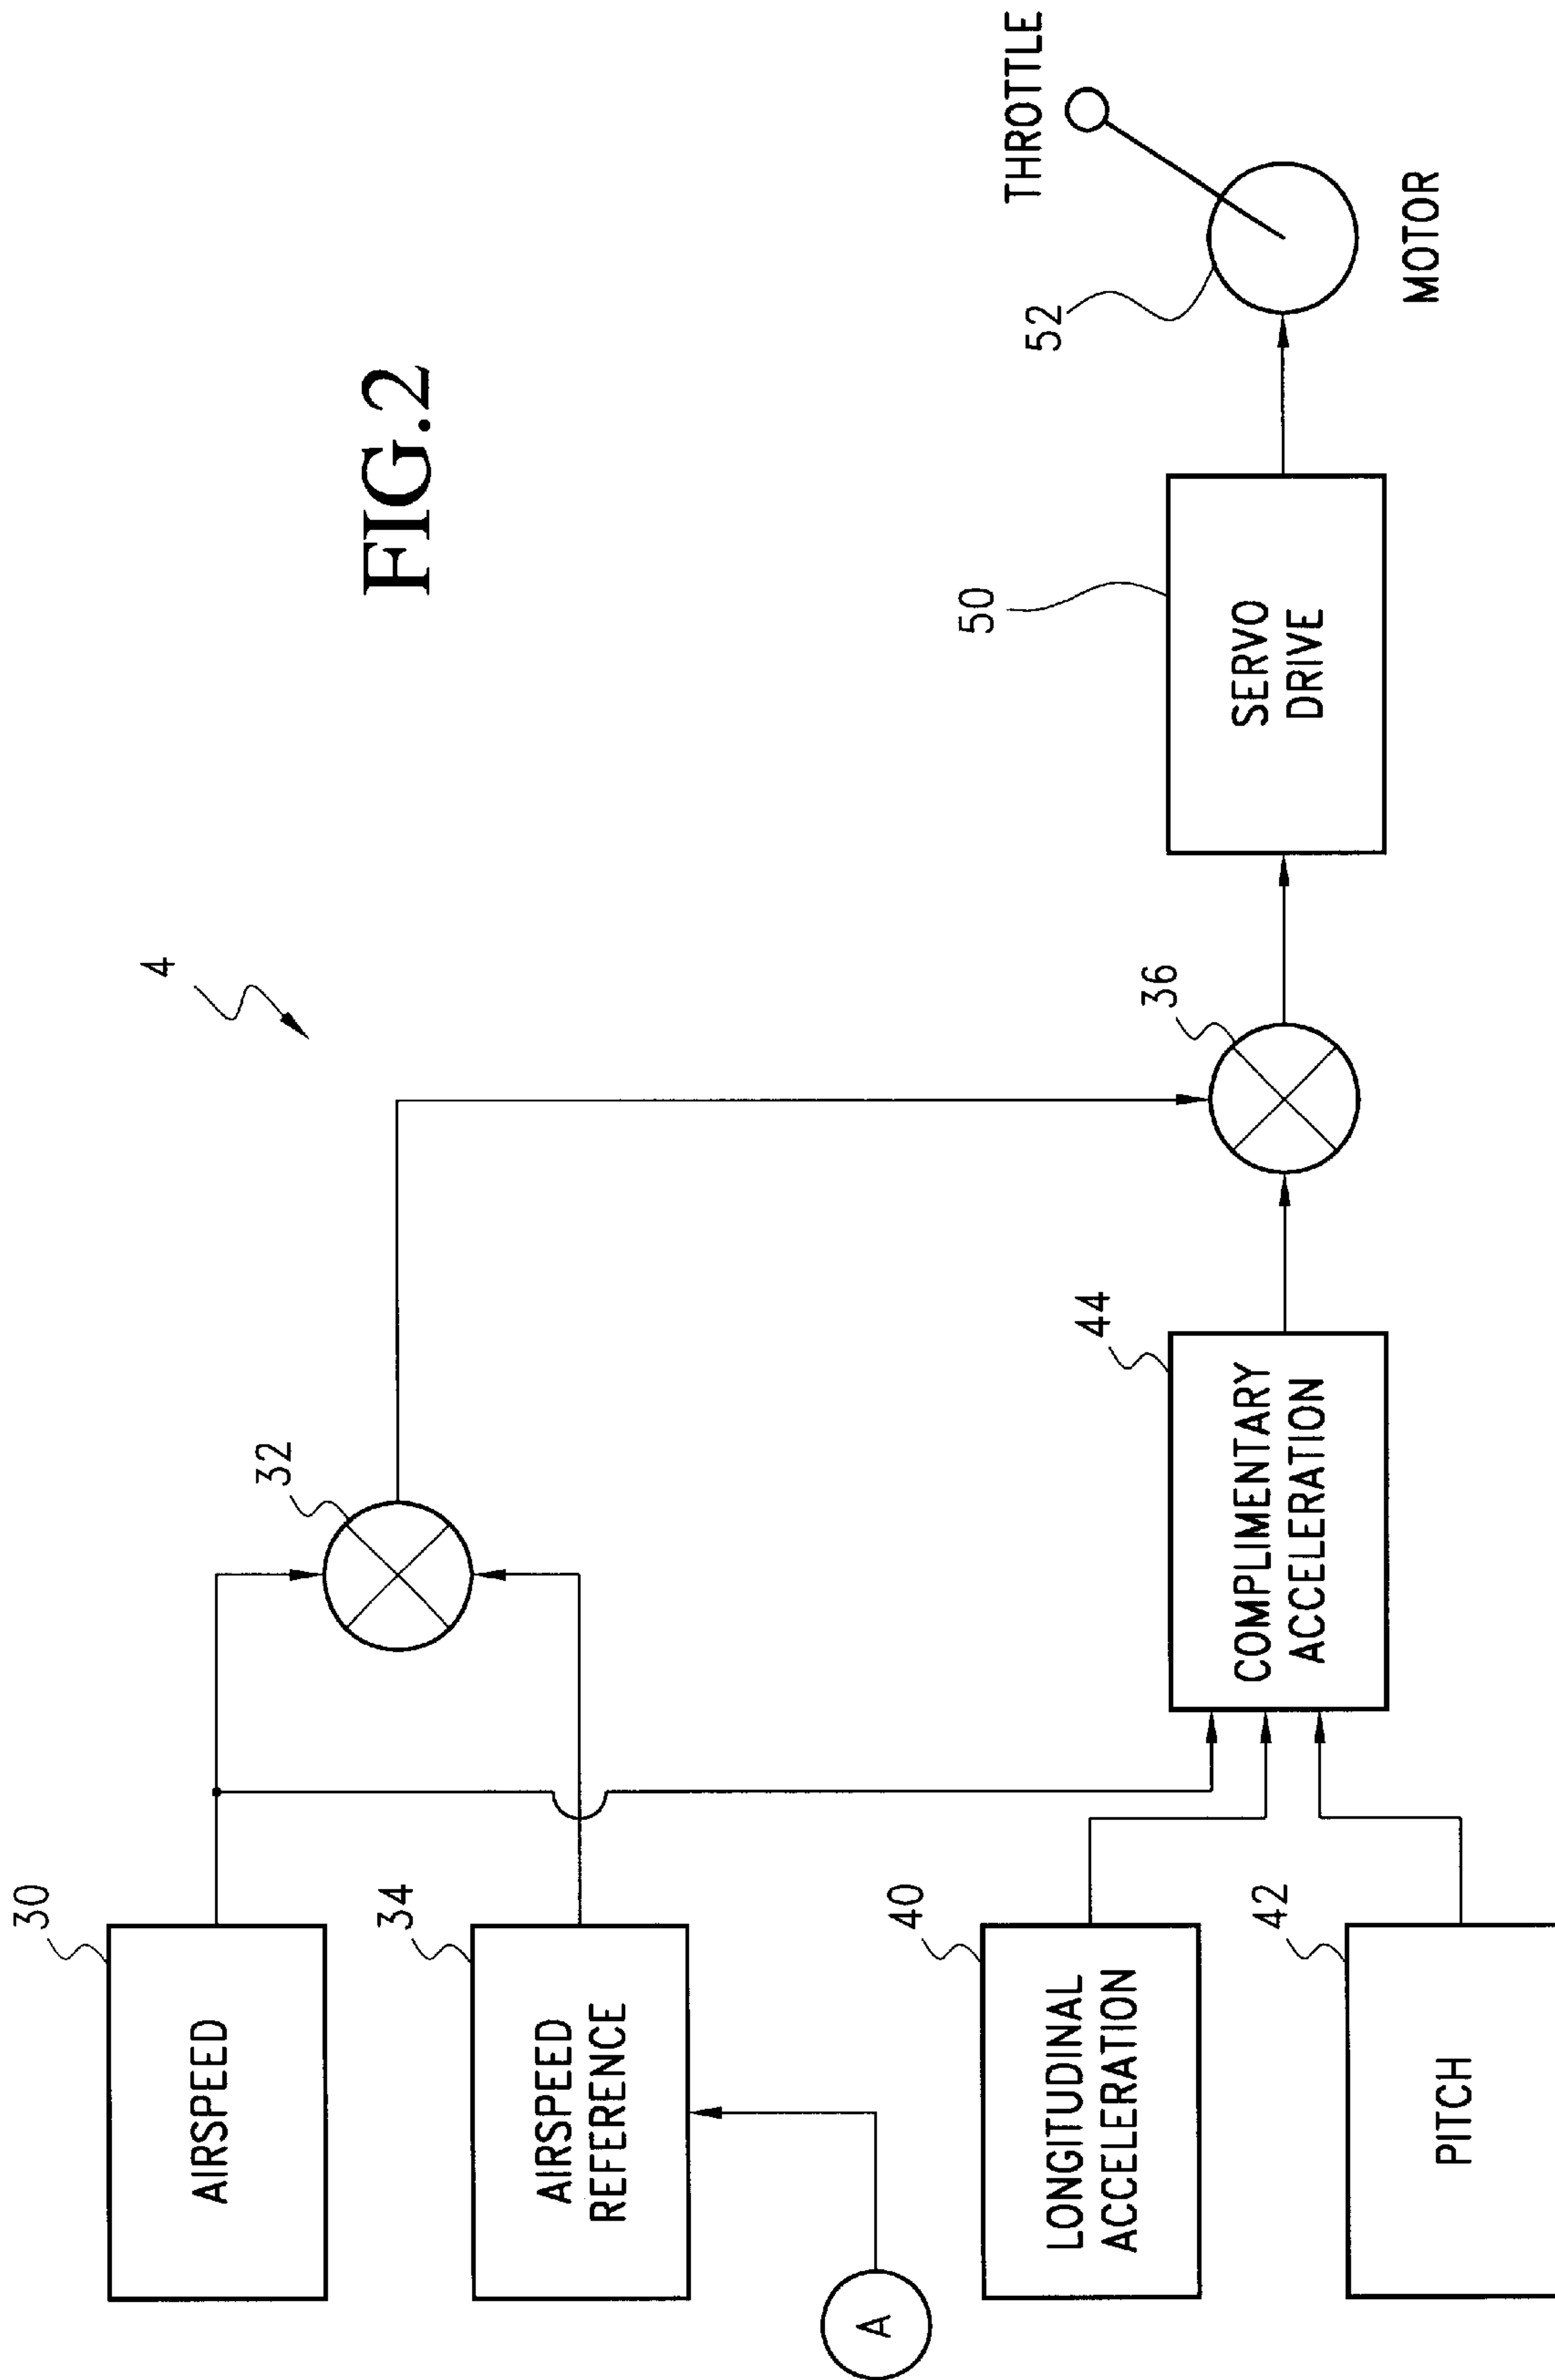 FIG.2
4
30
AIRSPEED
32
34
AIRSPEED
REFERENCE
A
40
LONGITUDINAL
ACCELERATION
42
PITCH
44
COMPLIMENTARY
ACCELERATION
36
50
SERVO
DRIVE
52
THROTTLE
MOTOR